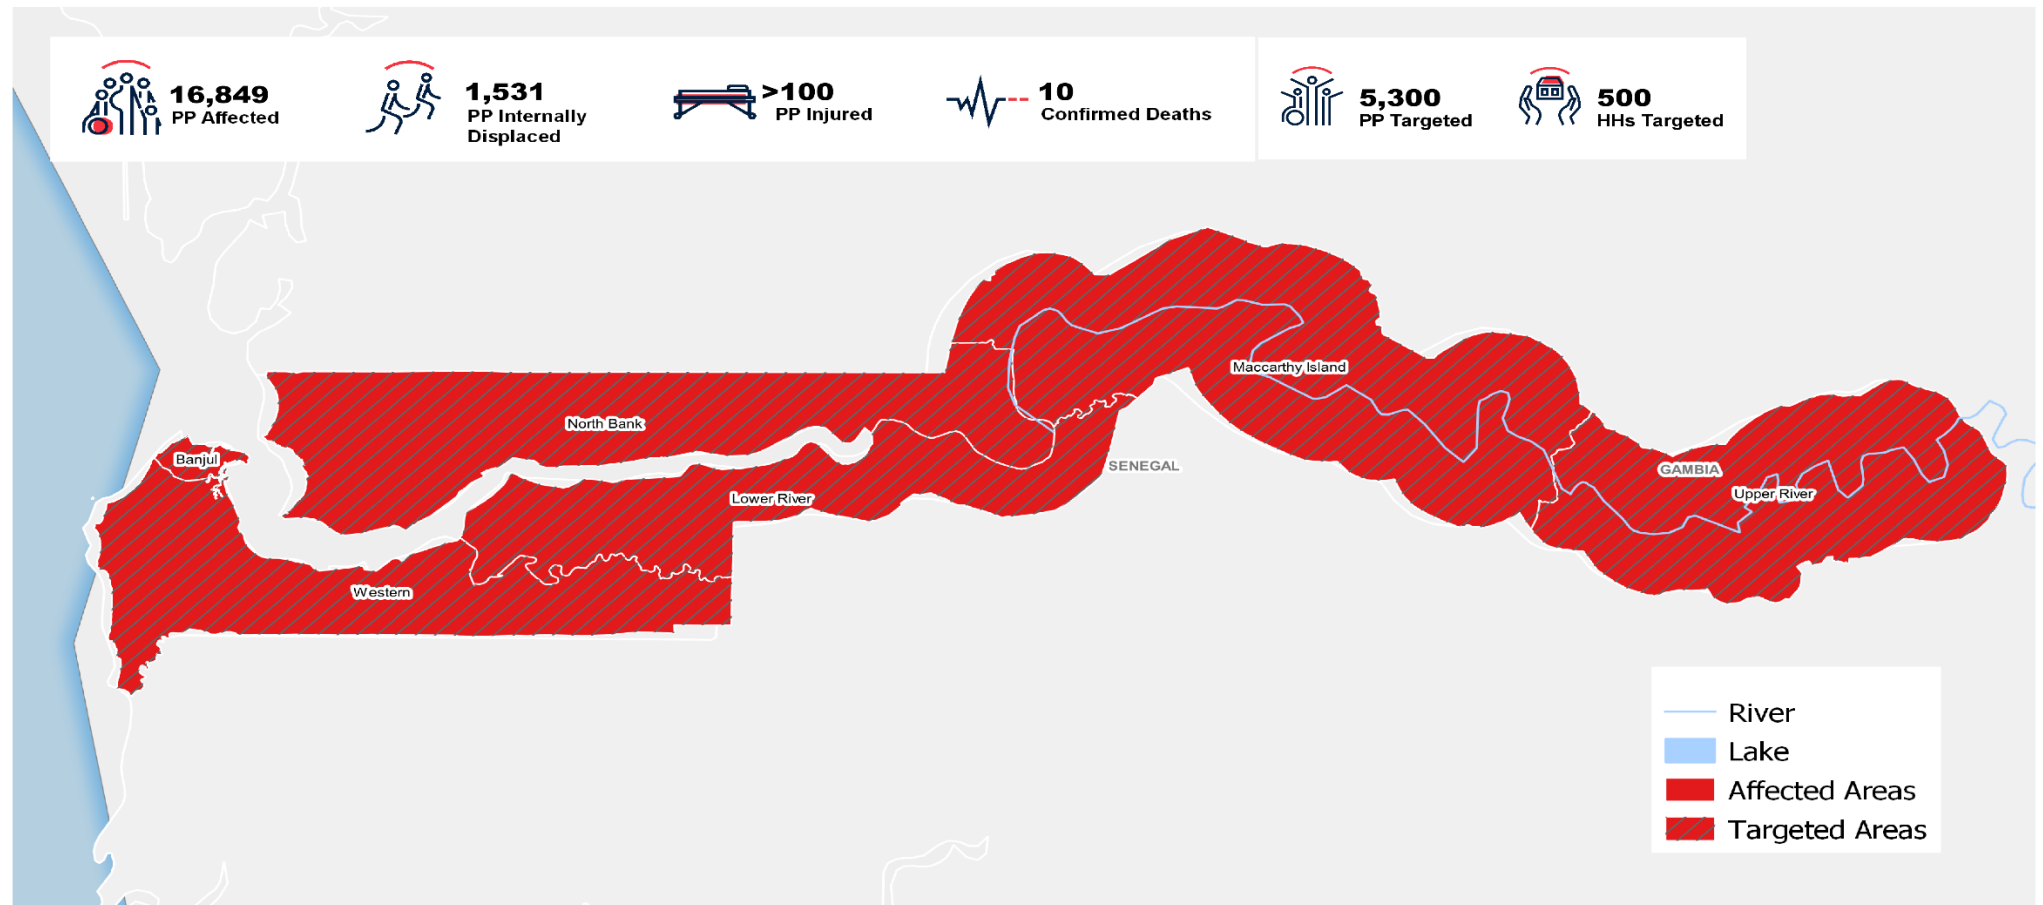 16,849
PP Affected
1,531
PP Internally
Displaced
>100
PP Injured
10
Confirmed Deaths
5,300
PP Targeted
500
HHs Targeted
Maccarthy Island
North Bank
Banjul
SENEGAL
GAMBIA
Upper River
Lower River
Western
River
Lake
Affected Areas
Targeted Areas